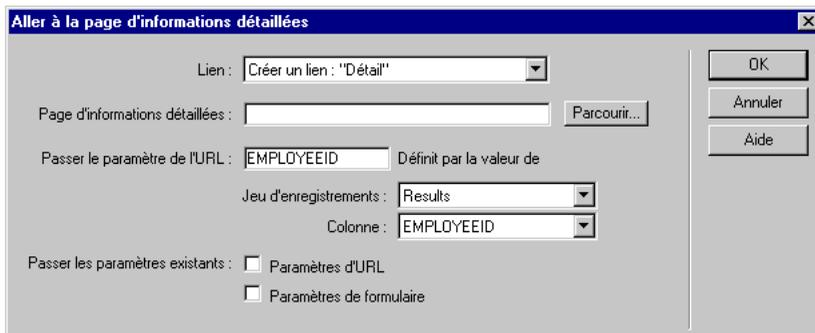 Aller à la page d'informations détaillées
Lien : Créer un lien : "Détail"
OK
Page d'informations détaillées : Parcourir...
Annuler
Aide
Passer le paramètre de l'URL : EMPLOYEEID Définit par la valeur de
Jeu d'enregistrements : Results
Colonne : EMPLOYEEID
Passer les paramètres existants : Paramètres d'URL
Paramètres de formulaire